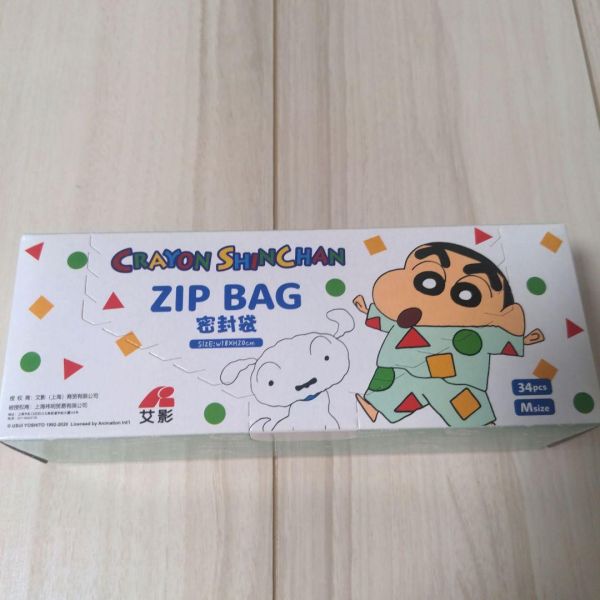 CRAYON SHINCHAN
ZIP BAG
密封袋
SIZE:W18XH20cm
34pcs
Msize
授 权 商：艾影（上海）商贸有限公司
艾影
© USUI YOSHITO 1992-2020 Licensed by Animation Int'l